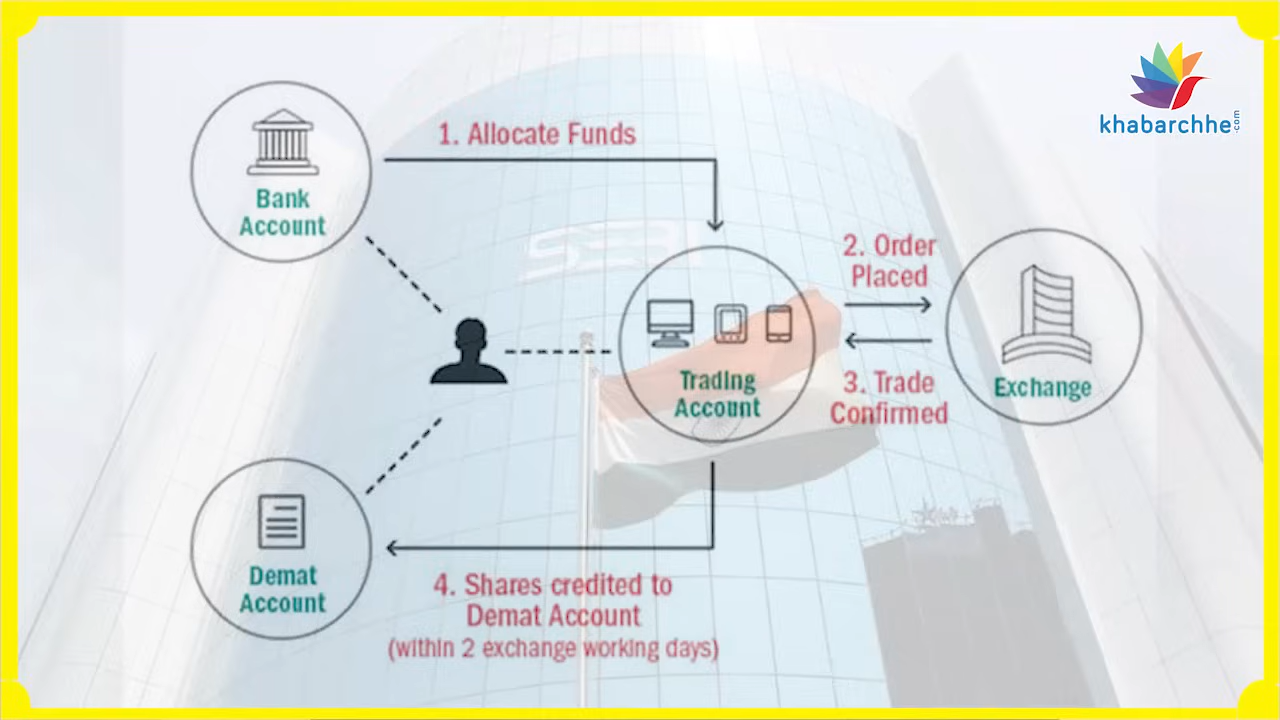 khabarchhe.com
Bank
Account
1. Allocate Funds
2. Order
Placed
Trading
Account
3. Trade
Confirmed
Exchange
Demat
Account
4. Shares credited to
Demat Account
(within 2 exchange working days)